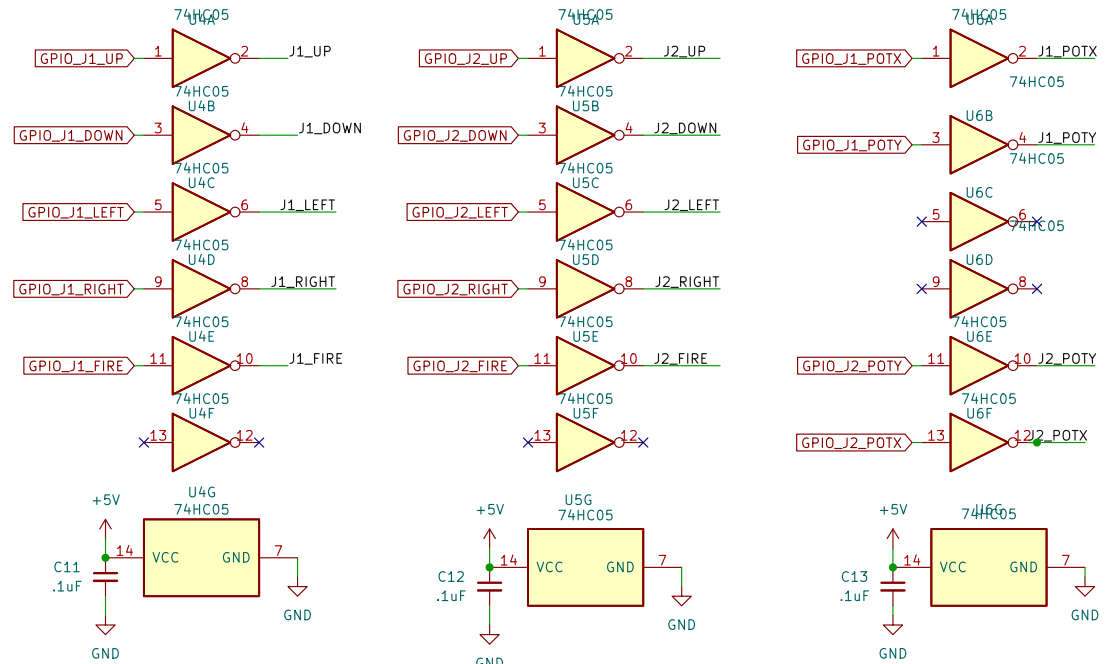 74HC05
U4A
GPIO_J1_UP 1 2 J1_UP
74HC05
U4B
GPIO_J1_DOWN 3 4 J1_DOWN
74HC05
U4C
GPIO_J1_LEFT 5 6 J1_LEFT
74HC05
U4D
GPIO_J1_RIGHT 9 8 J1_RIGHT
74HC05
U4E
GPIO_J1_FIRE 11 10 J1_FIRE
74HC05
U4F
13 12
U4G
74HC05
+5V
14 VCC GND 7
C11
.1uF
GND
GND
74HC05
U5A
GPIO_J2_UP 1 2 J2_UP
74HC05
U5B
GPIO_J2_DOWN 3 4 J2_DOWN
74HC05
U5C
GPIO_J2_LEFT 5 6 J2_LEFT
74HC05
U5D
GPIO_J2_RIGHT 9 8 J2_RIGHT
74HC05
U5E
GPIO_J2_FIRE 11 10 J2_FIRE
74HC05
U5F
13 12
U5G
74HC05
+5V
14 VCC GND 7
C12
.1uF
GND
GND
74HC05
U6A
GPIO_J1_POTX 1 2 J1_POTX
74HC05
U6B
GPIO_J1_POTY 3 4 J1_POTY
74HC05
U6C
5 6
74HC05
U6D
9 8
74HC05
U6E
GPIO_J2_POTY 11 10 J2_POTY
74HC05
U6F
GPIO_J2_POTX 13 12 J2_POTX
U6G
74HC05
+5V
14 VCC GND 7
C13
.1uF
GND
GND